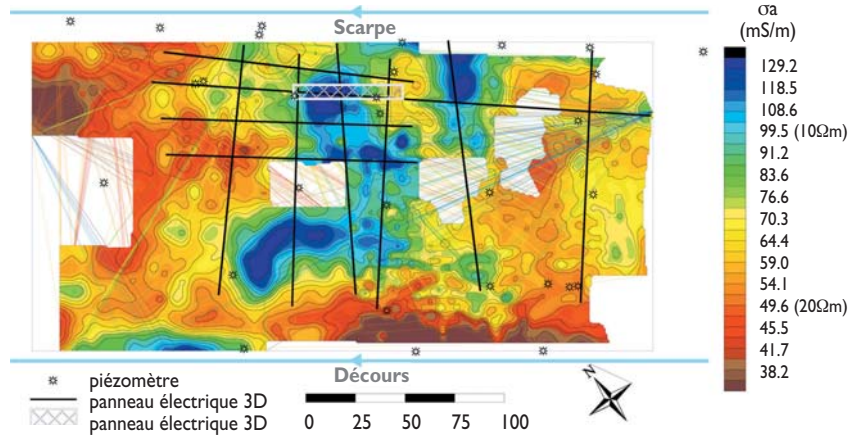 Scarpe
σa
(mS/m)
129.2
118.5
108.6
99.5 (10Ωm)
91.2
83.6
76.6
70.3
64.4
59.0
54.1
49.6 (20Ωm)
45.5
41.7
38.2
Décours
piézomètre
panneau électrique 3D
panneau électrique 3D
0 25 50 75 100
N